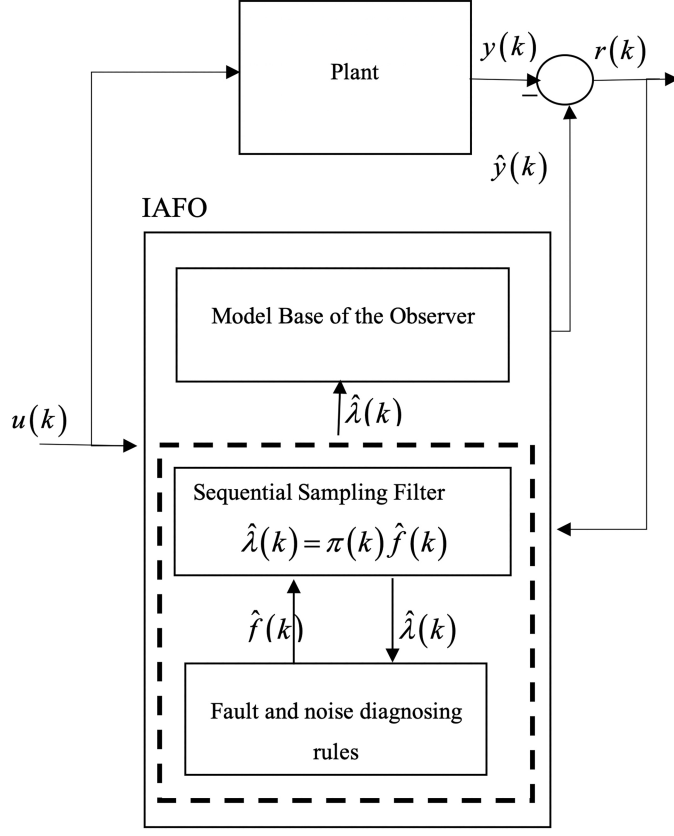 Plant
y(k)
r(k)
−
ŷ(k)
IAFO
Model Base of the Observer
λ̂(k)
u(k)
Sequential Sampling Filter
λ̂(k)=π(k)f̂(k)
f̂(k)
λ̂(k)
Fault and noise diagnosing
rules